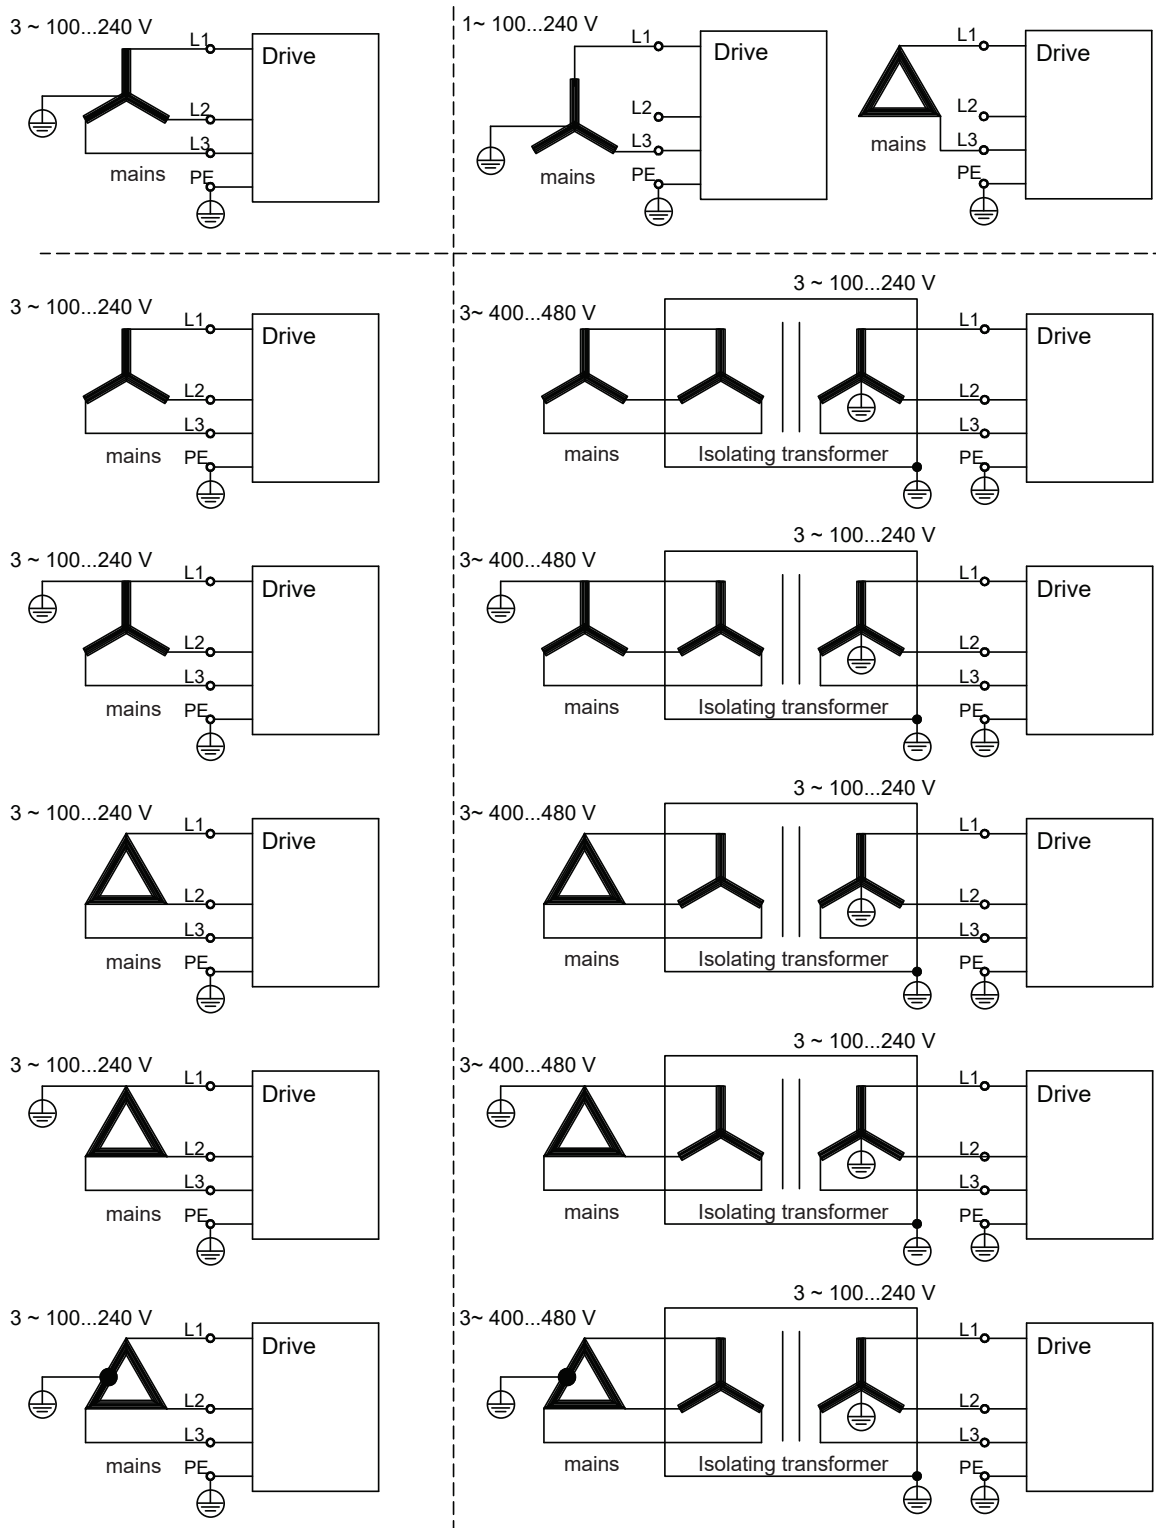 3 ~ 100...240 V
L1
Drive
L2
L3
mains
PE
1~ 100...240 V
L1
Drive
L2
L3
mains
PE
L1
Drive
L2
mains
L3
PE
3 ~ 100...240 V
L1
Drive
L2
L3
mains
PE
3 ~ 100...240 V
3~ 400...480 V
L1
Drive
L2
L3
mains
Isolating transformer
PE
3 ~ 100...240 V
L1
Drive
L2
L3
mains
PE
3 ~ 100...240 V
3~ 400...480 V
L1
Drive
L2
L3
mains
Isolating transformer
PE
3 ~ 100...240 V
L1
Drive
L2
L3
mains
PE
3 ~ 100...240 V
3~ 400...480 V
L1
Drive
L2
L3
mains
Isolating transformer
PE
3 ~ 100...240 V
L1
Drive
L2
L3
mains
PE
3 ~ 100...240 V
3~ 400...480 V
L1
Drive
L2
L3
mains
Isolating transformer
PE
3 ~ 100...240 V
L1
Drive
L2
L3
mains
PE
3 ~ 100...240 V
3~ 400...480 V
L1
Drive
L2
L3
mains
Isolating transformer
PE